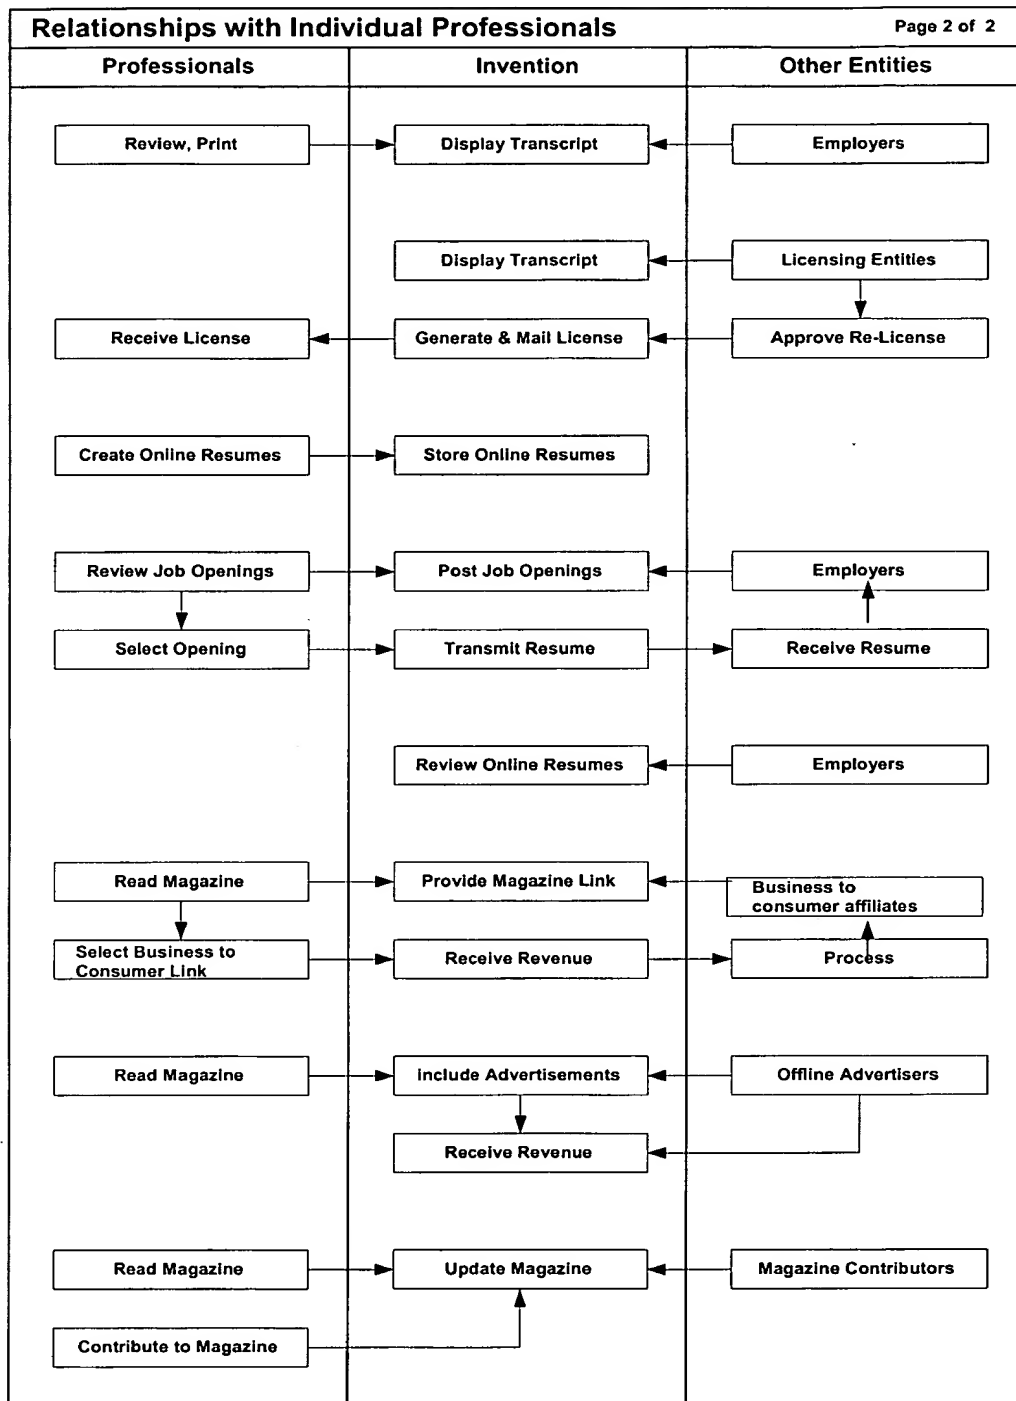 Relationships with Individual Professionals
Page 2 of 2
Professionals
Invention
Other Entities
Review, Print
Display Transcript
Employers
Display Transcript
Licensing Entities
Receive License
Generate & Mail License
Approve Re-License
Create Online Resumes
Store Online Resumes
Review Job Openings
Post Job Openings
Employers
Select Opening
Transmit Resume
Receive Resume
Review Online Resumes
Employers
Read Magazine
Provide Magazine Link
Business to
consumer affiliates
Select Business to
Consumer Link
Receive Revenue
Process
Read Magazine
include Advertisements
Offline Advertisers
Receive Revenue
Read Magazine
Update Magazine
Magazine Contributors
Contribute to Magazine